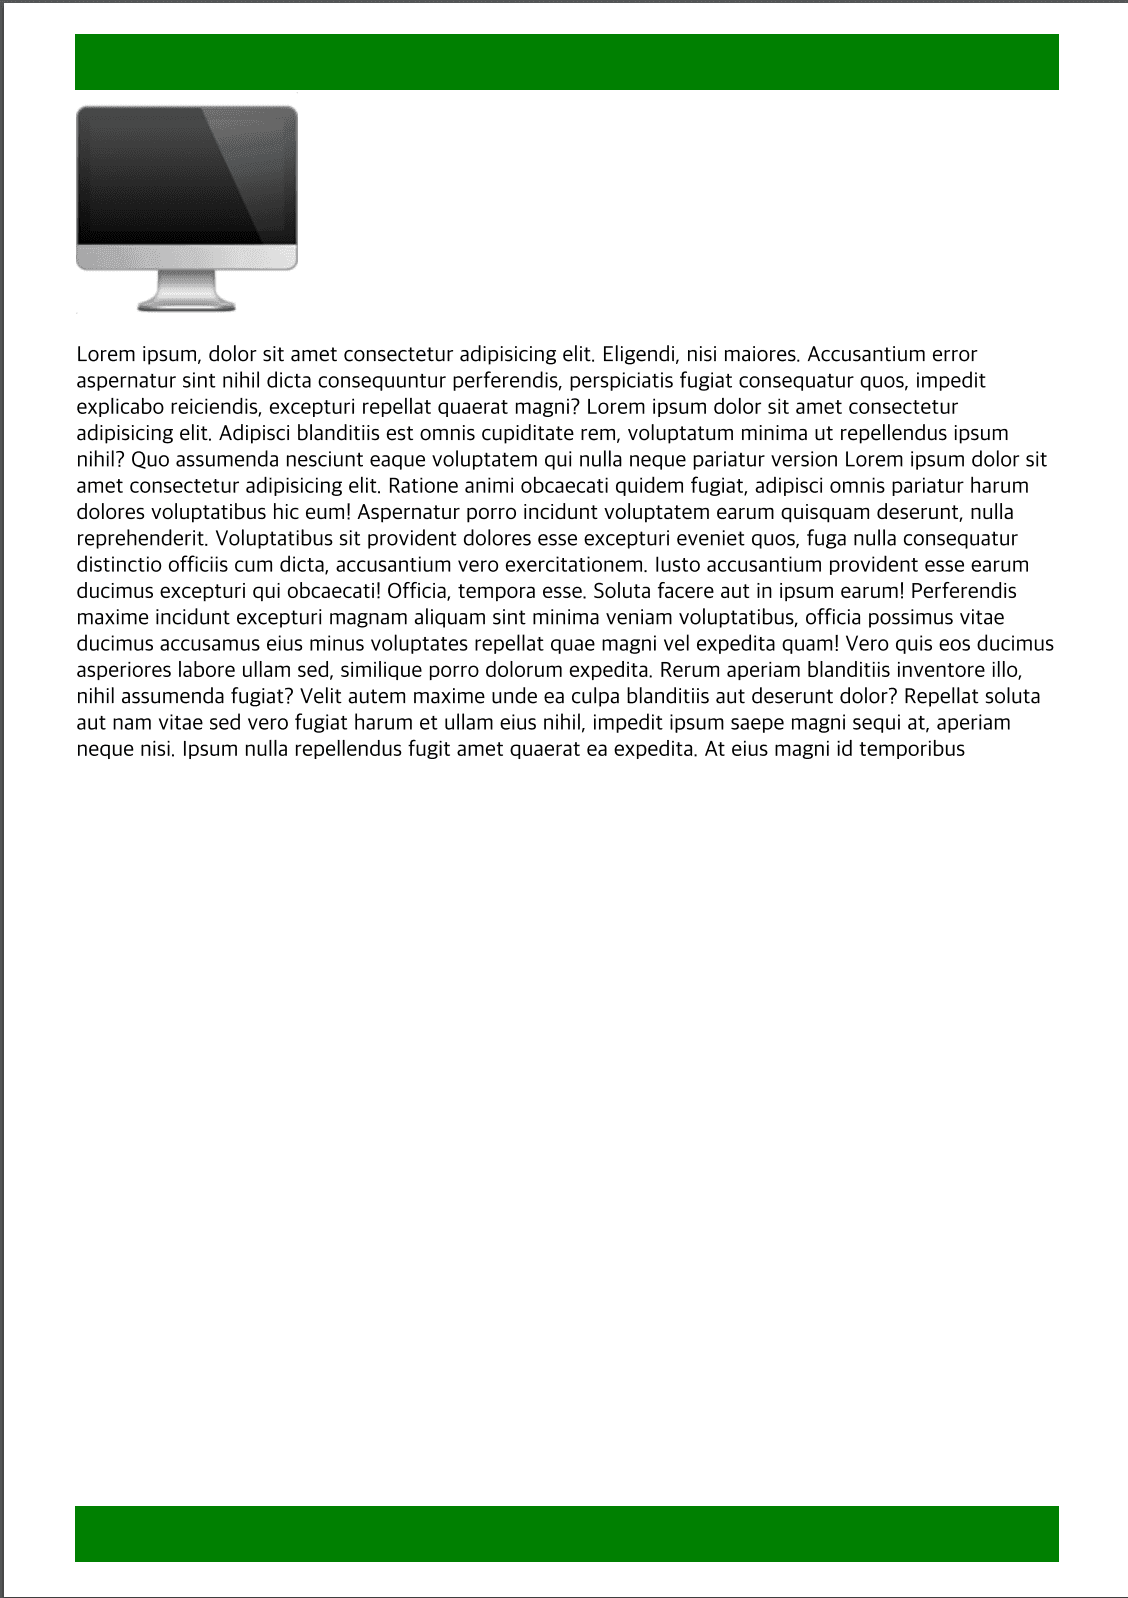 Lorem ipsum, dolor sit amet consectetur adipisicing elit. Eligendi, nisi maiores. Accusantium error
aspernatur sint nihil dicta consequuntur perferendis, perspiciatis fugiat consequatur quos, impedit
explicabo reiciendis, excepturi repellat quaerat magni? Lorem ipsum dolor sit amet consectetur
adipisicing elit. Adipisci blanditiis est omnis cupiditate rem, voluptatum minima ut repellendus ipsum
nihil? Quo assumenda nesciunt eaque voluptatem qui nulla neque pariatur version Lorem ipsum dolor sit
amet consectetur adipisicing elit. Ratione animi obcaecati quidem fugiat, adipisci omnis pariatur harum
dolores voluptatibus hic eum! Aspernatur porro incidunt voluptatem earum quisquam deserunt, nulla
reprehenderit. Voluptatibus sit provident dolores esse excepturi eveniet quos, fuga nulla consequatur
distinctio officiis cum dicta, accusantium vero exercitationem. Iusto accusantium provident esse earum
ducimus excepturi qui obcaecati! Officia, tempora esse. Soluta facere aut in ipsum earum! Perferendis
maxime incidunt excepturi magnam aliquam sint minima veniam voluptatibus, officia possimus vitae
ducimus accusamus eius minus voluptates repellat quae magni vel expedita quam! Vero quis eos ducimus
asperiores labore ullam sed, similique porro dolorum expedita. Rerum aperiam blanditiis inventore illo,
nihil assumenda fugiat? Velit autem maxime unde ea culpa blanditiis aut deserunt dolor? Repellat soluta
aut nam vitae sed vero fugiat harum et ullam eius nihil, impedit ipsum saepe magni sequi at, aperiam
neque nisi. Ipsum nulla repellendus fugit amet quaerat ea expedita. At eius magni id temporibus